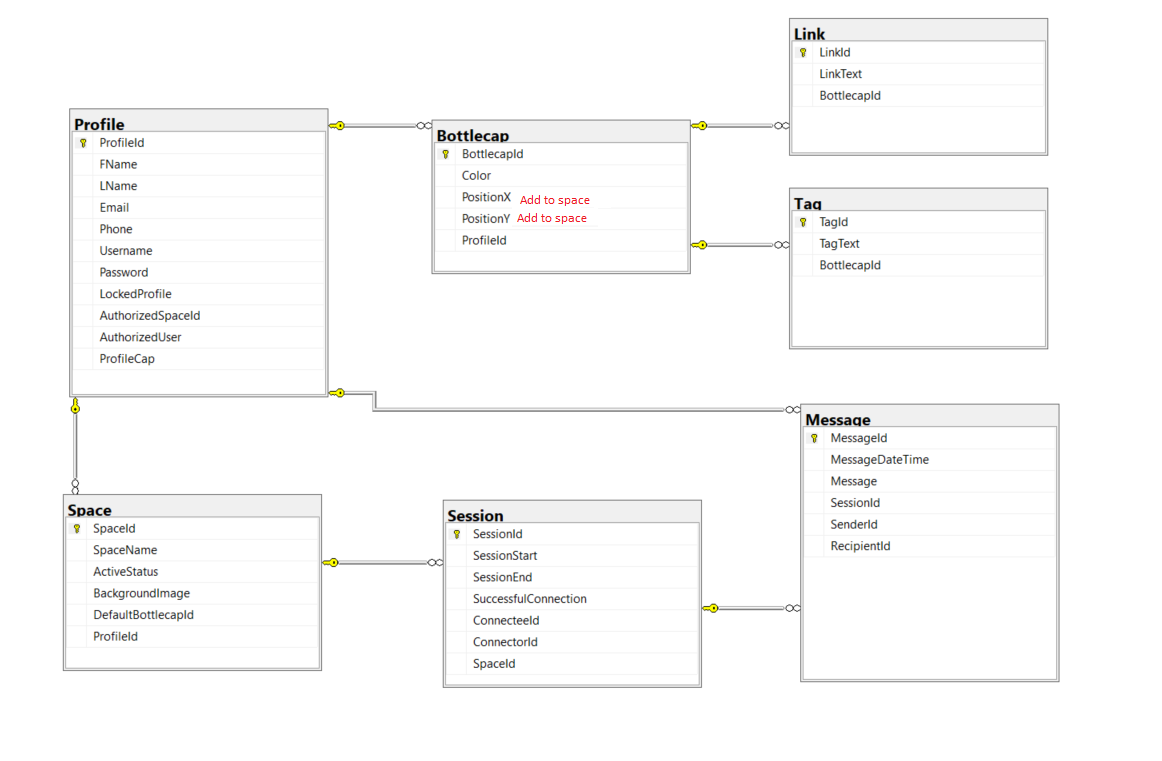 Profile
ProfileId
FName
LName
Email
Phone
Username
Password
LockedProfile
AuthorizedSpaceId
AuthorizedUser
ProfileCap
Bottlecap
BottlecapId
Color
PositionX Add to space
PositionY Add to space
ProfileId
Link
LinkId
LinkText
BottlecapId
Tag
TagId
TagText
BottlecapId
Space
SpaceId
SpaceName
ActiveStatus
BackgroundImage
DefaultBottlecapId
ProfileId
Session
SessionId
SessionStart
SessionEnd
SuccessfulConnection
ConnecteeId
ConnectorId
SpaceId
Message
MessageId
MessageDateTime
Message
SessionId
SenderId
RecipientId